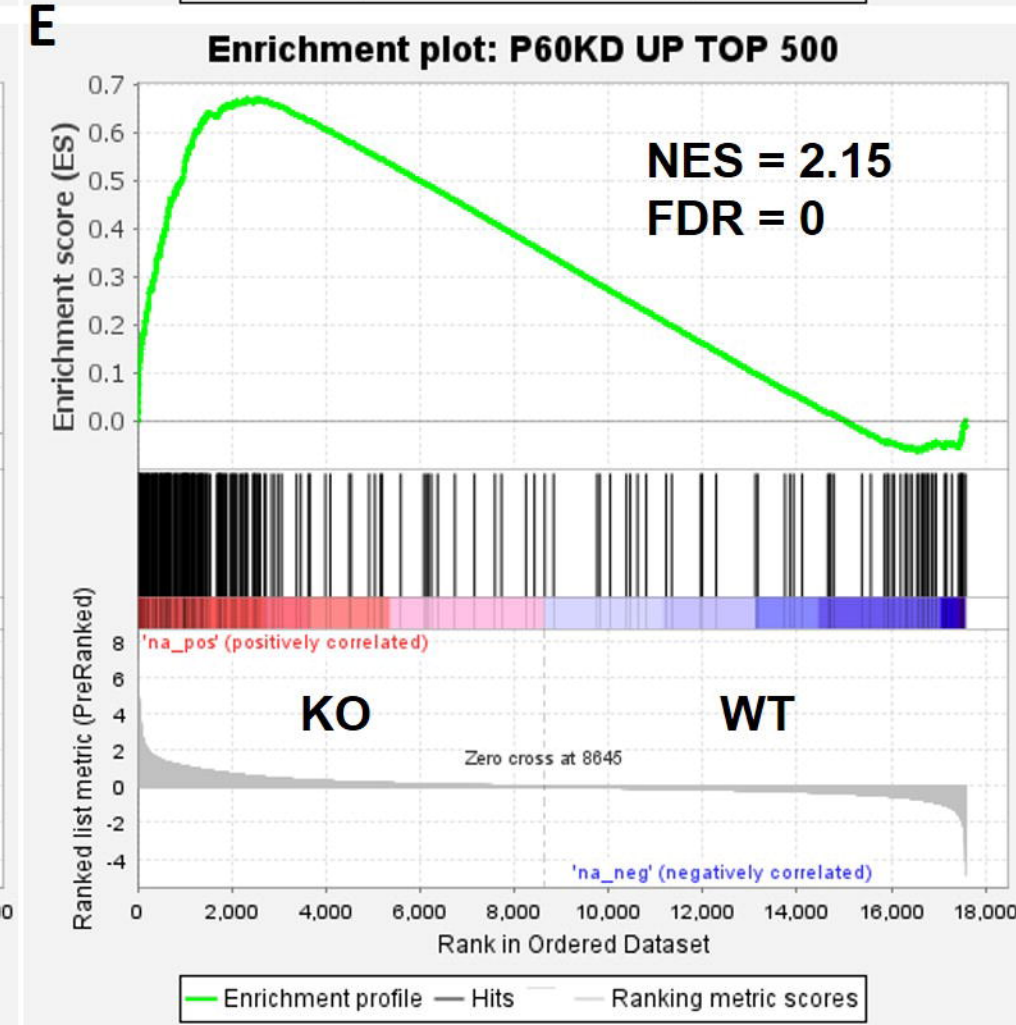 E
Enrichment plot: P60KD UP TOP 500
Enrichment score (ES)
0.7
0.6
0.5
0.4
0.3
0.2
0.1
0.0
NES = 2.15
FDR = 0
Ranked list metric (PreRanked)
8
6
4
2
0
-2
-4
'na_pos' (positively correlated)
KO
WT
Zero cross at 8645
'na_neg' (negatively correlated)
0
0 2,000 4,000 6,000 8,000 10,000 12,000 14,000 16,000 18,000
Rank in Ordered Dataset
Enrichment profile Hits Ranking metric scores